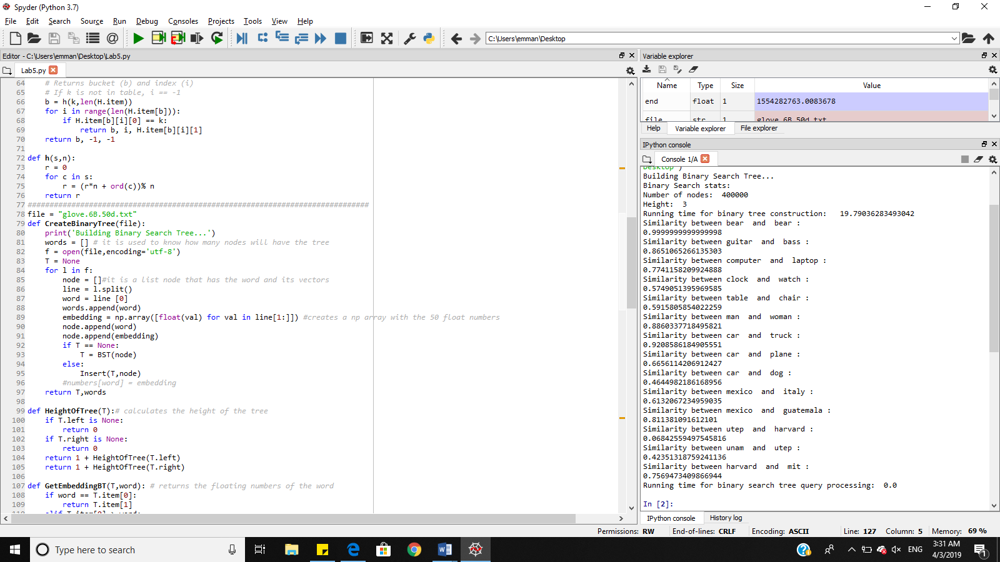 Spyder (Python 3.7)
File Edit Search Source Run Debug Consoles Projects Tools View Help
C:\Users\emman\Desktop
Editor - C:\Users\emman\Desktop\Lab5.py
Lab5.py
64 # Returns bucket (b) and index (i)
65 # If k is not in table, i == -1
66 b = h(k,len(H.item))
67 for i in range(len(H.item[b])):
68 if H.item[b][i][0] == k:
69 return b, i, H.item[b][i][1]
70 return b, -1, -1
71
72 def h(s,n):
73 r = 0
74 for c in s:
75 r = (r*n + ord(c))% n
76 return r
77 ##############################################################################
78 file = "glove.6B.50d.txt"
79 def CreateBinaryTree(file):
80 print('Building Binary Search Tree...')
81 words = [] # it is used to know how many nodes will have the tree
82 f = open(file,encoding='utf-8')
83 T = None
84 for l in f:
85 node = []#it is a list node that has the word and its vectors
86 line = l.split()
87 word = line [0]
88 words.append(word)
89 embedding = np.array([float(val) for val in line[1:]]) #creates a np array with the 50 float numbers
90 node.append(word)
91 node.append(embedding)
92 if T == None:
93 T = BST(node)
94 else:
95 Insert(T,node)
96 #numbers[word] = embedding
97 return T,words
98
99 def HeightOfTree(T):# calculates the height of the tree
100 if T.left is None:
101 return 0
102 if T.right is None:
103 return 0
104 return 1 + HeightOfTree(T.left)
105 return 1 + HeightOfTree(T.right)
106
107 def GetEmbeddingBT(T,word): # returns the floating numbers of the word
108 if word == T.item[0]:
109 return T.item[1]
110 elif T.item[0] > word:
Variable explorer
Name Type Size Value
end float 1 1554282763.0083678
file str 1 glove.6B.50d.txt
Help Variable explorer File explorer
IPython console
Console 1/A
Desktop')
Building Binary Search Tree...
Binary Search stats:
Number of nodes: 400000
Height: 3
Running time for binary tree construction: 19.79036283493042
Similarity between bear and bear :
0.9999999999999998
Similarity between guitar and bass :
0.8651065266135303
Similarity between computer and laptop :
0.7741158209924888
Similarity between clock and watch :
0.5749051395969585
Similarity between table and chair :
0.5915805854022259
Similarity between man and woman :
0.8860337718495821
Similarity between car and truck :
0.9208586184905551
Similarity between car and plane :
0.6656114206912427
Similarity between car and dog :
0.4644982186168956
Similarity between mexico and italy :
0.6132067234959035
Similarity between mexico and guatemala :
0.811381091612101
Similarity between utep and harvard :
0.06842559497545816
Similarity between unam and utep :
0.42351318759241136
Similarity between harvard and mit :
0.7569473409866944
Running time for binary search tree query processing: 0.0
In [2]:
IPython console History log
Permissions: RW End-of-lines: CRLF Encoding: ASCII Line: 127 Column: 5 Memory: 69 %
Type here to search
ENG
3:31 AM
4/3/2019
1